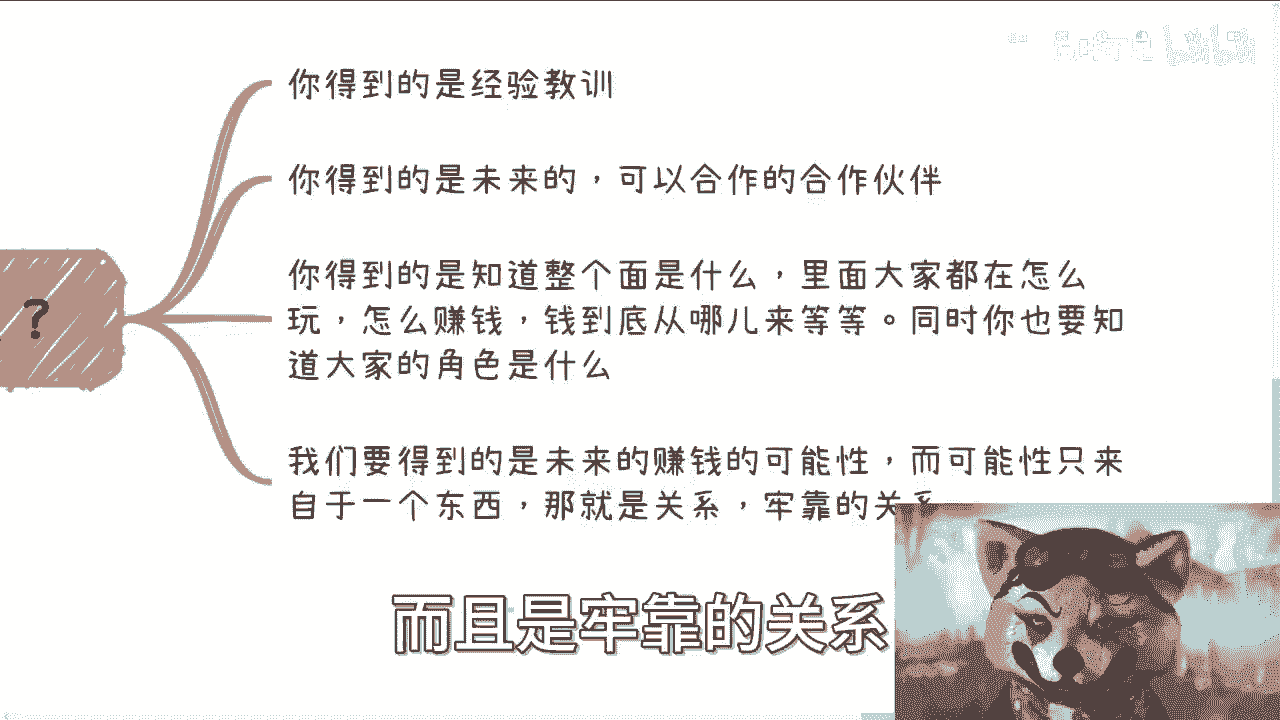 你得到的是经验教训
你得到的是未来的，可以合作的合作伙伴
你得到的是知道整个面是什么，里面大家都在怎么
玩，怎么赚钱，钱到底从哪儿来等等。同时你也要知
道大家的角色是什么
？
我们要得到的是未来的赚钱的可能性，而可能性只来
自于一个东西，那就是关系，牢靠的关系
而且是牢靠的关系